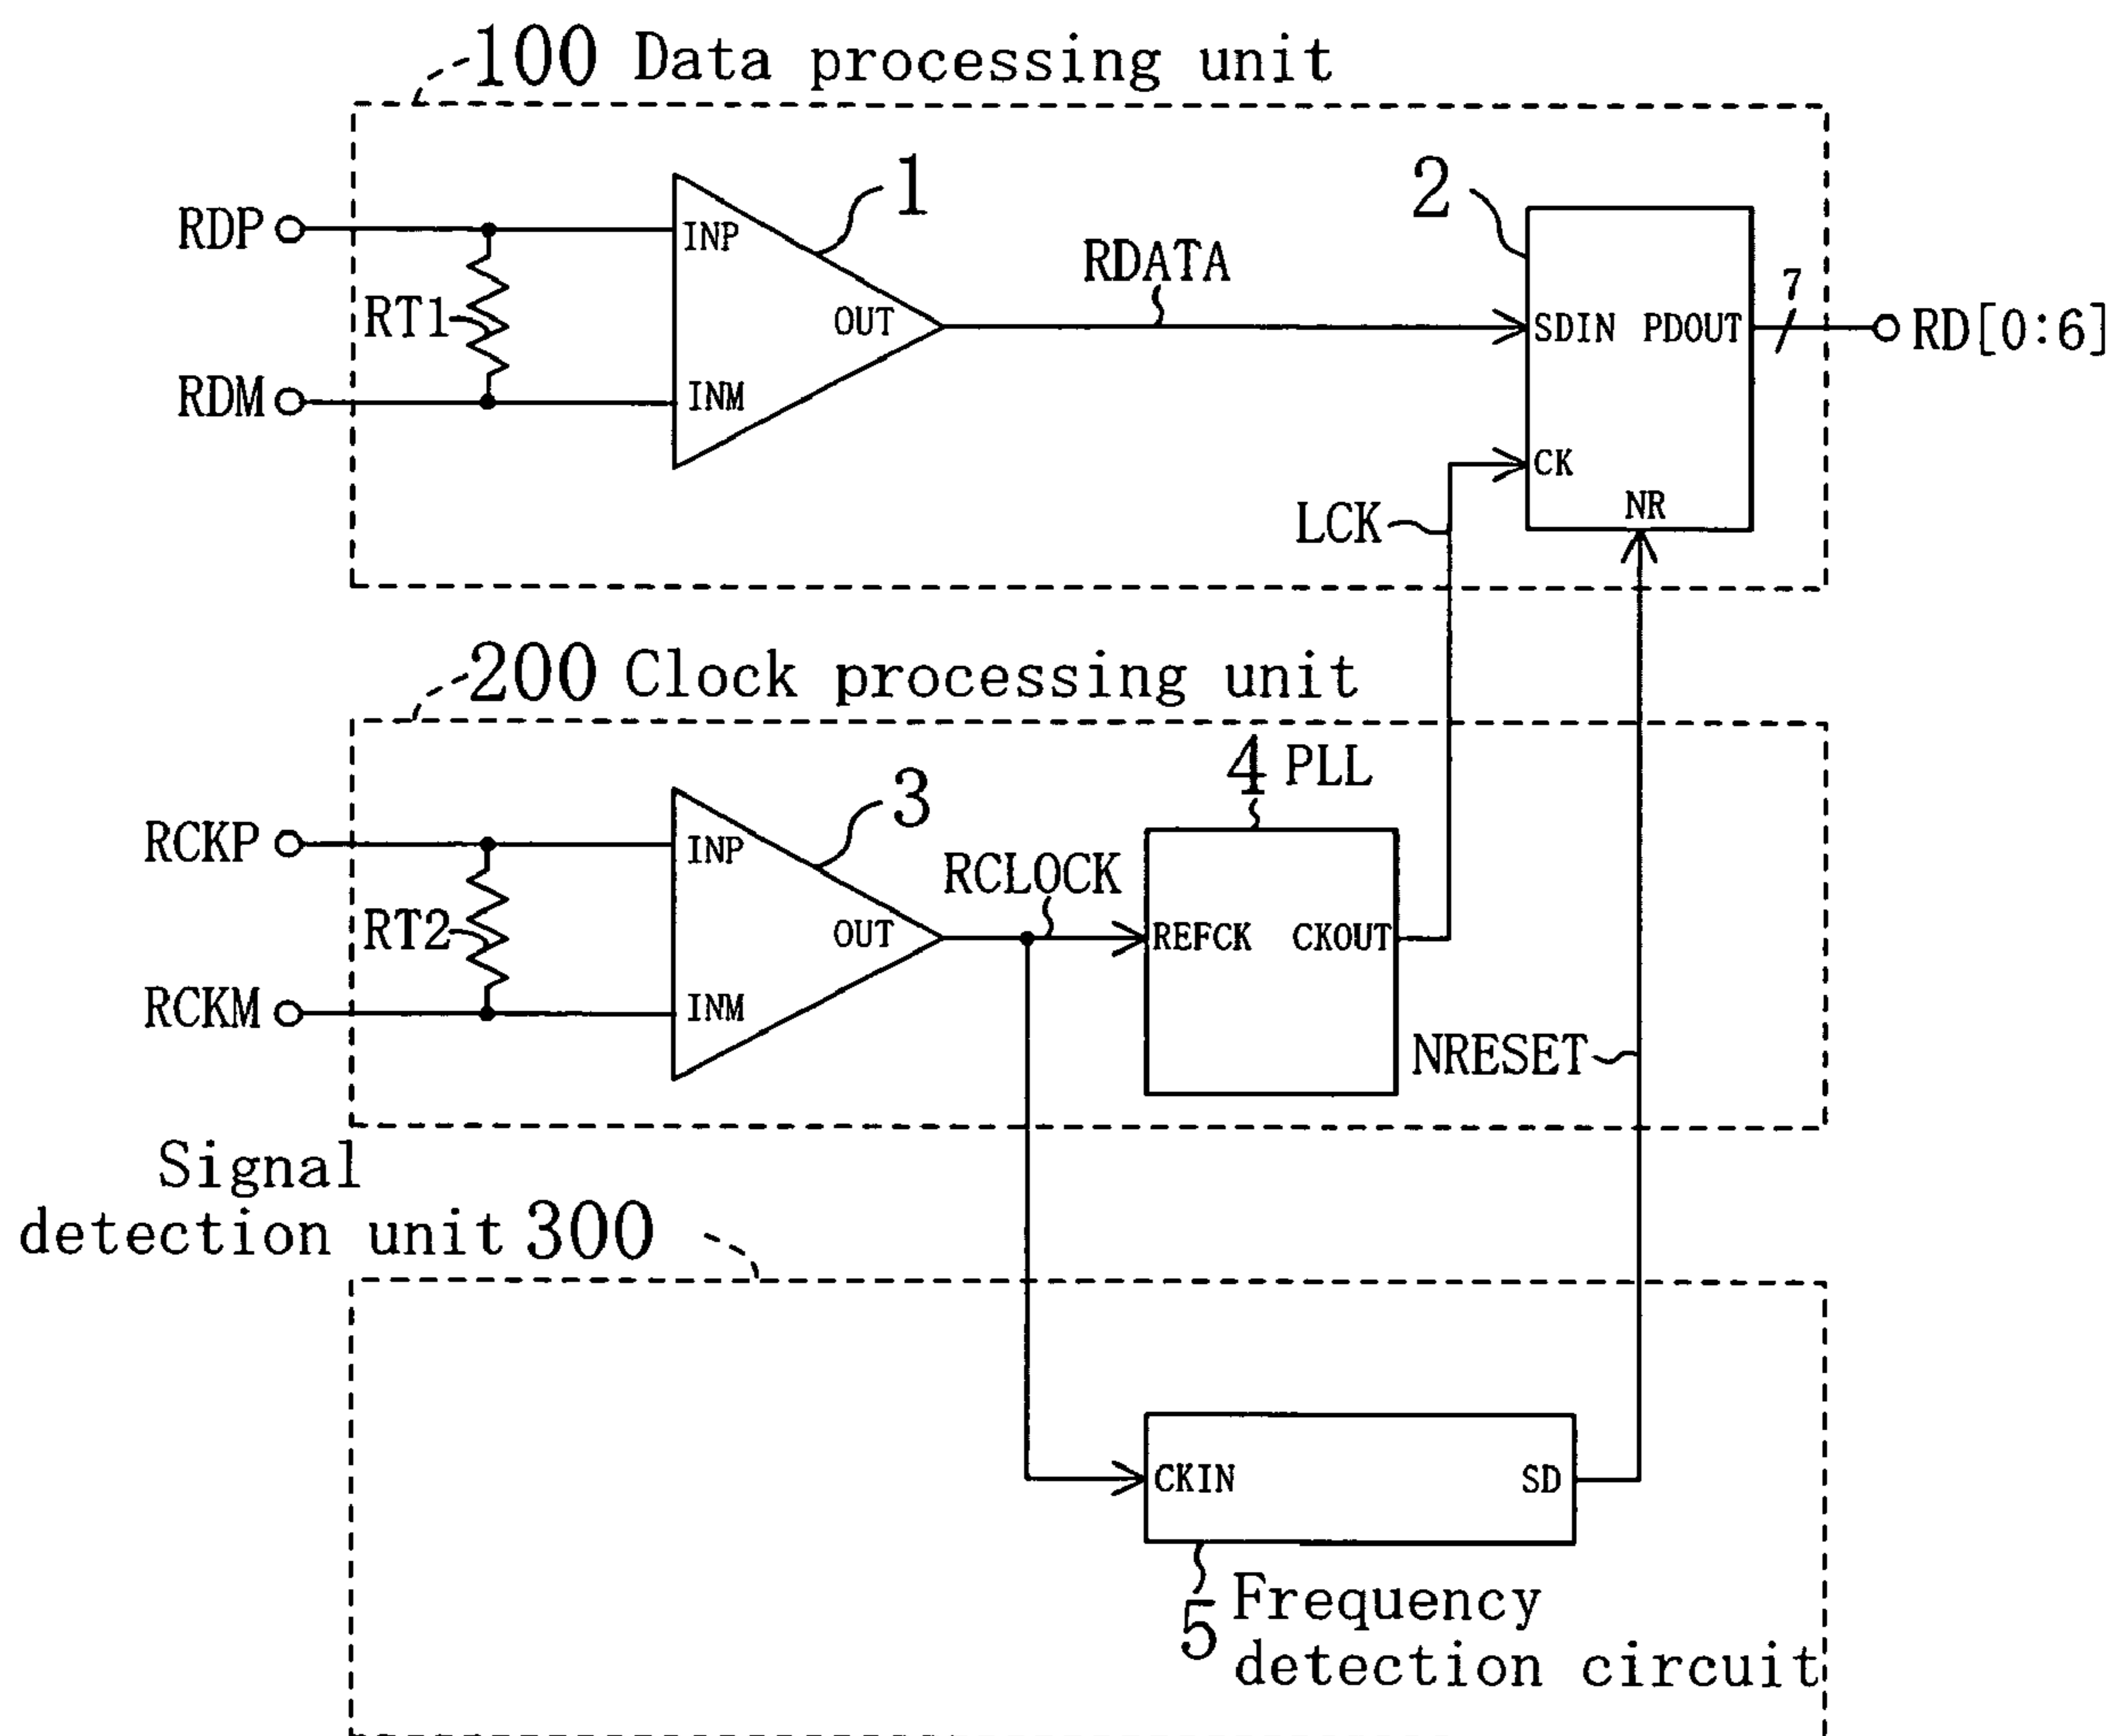 100 Data processing unit
RDP
RDM
RT1
INP
INM
OUT
1
RDATA
2
SDIN PDOUT
CK
NR
7
RD[0:6]
LCK
200 Clock processing unit
RCKP
RCKM
RT2
INP
INM
OUT
3
RCLOCK
4 PLL
REFCK CKOUT
NRESET
Signal
detection unit 300
CKIN SD
5 Frequency
detection circuit